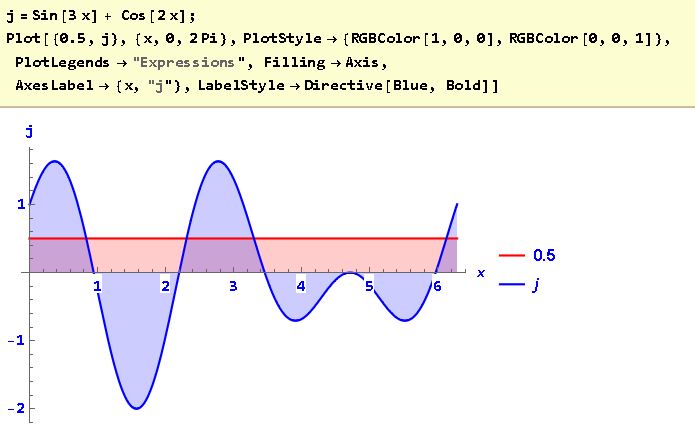 j = Sin[3 x] + Cos[2 x];
Plot[{0.5, j}, {x, 0, 2 Pi}, PlotStyle → {RGBColor[1, 0, 0], RGBColor[0, 0, 1]},
PlotLegends → "Expressions", Filling → Axis,
AxesLabel → {x, "j"}, LabelStyle → Directive[Blue, Bold]]
j
1
0.5
x
1 2 3 4 5 6
j
-1
-2